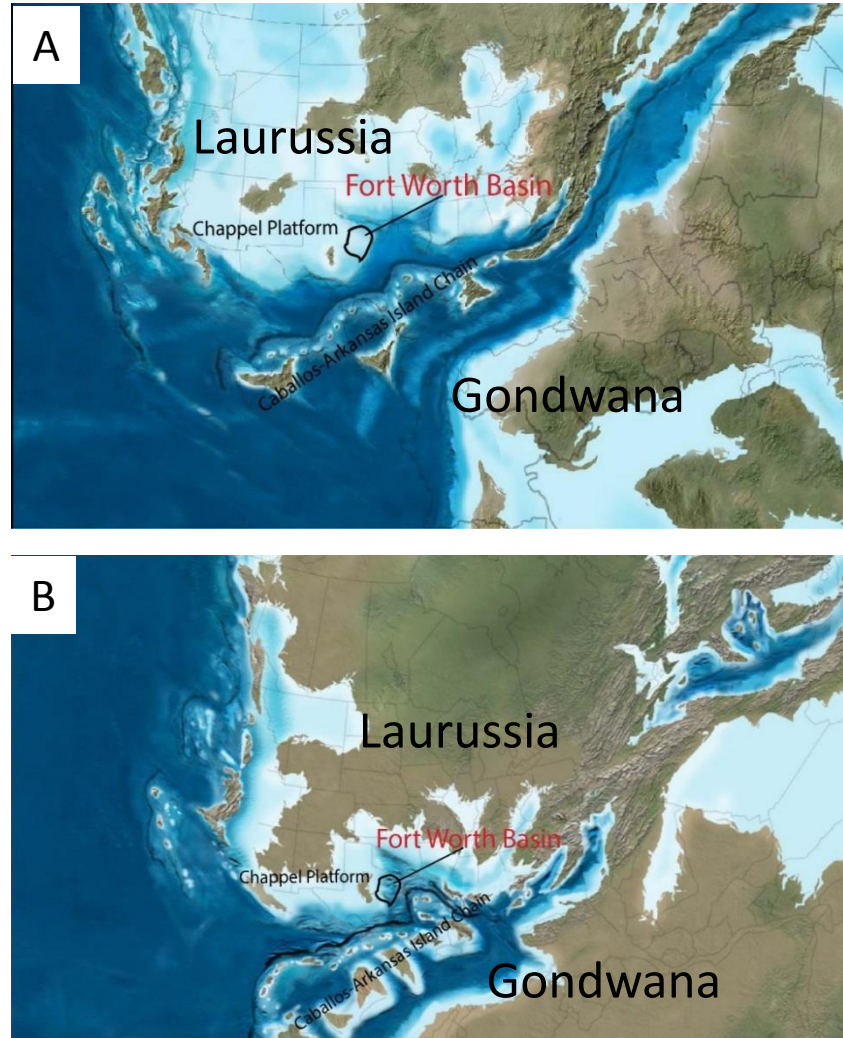 A
Eq
Laurussia
Fort Worth Basin
Chappel Platform
Caballos-Arkansas Island Chain
Gondwana
B
Laurussia
Fort Worth Basin
Chappel Platform
Caballos-Arkansas Island Chain
Gondwana